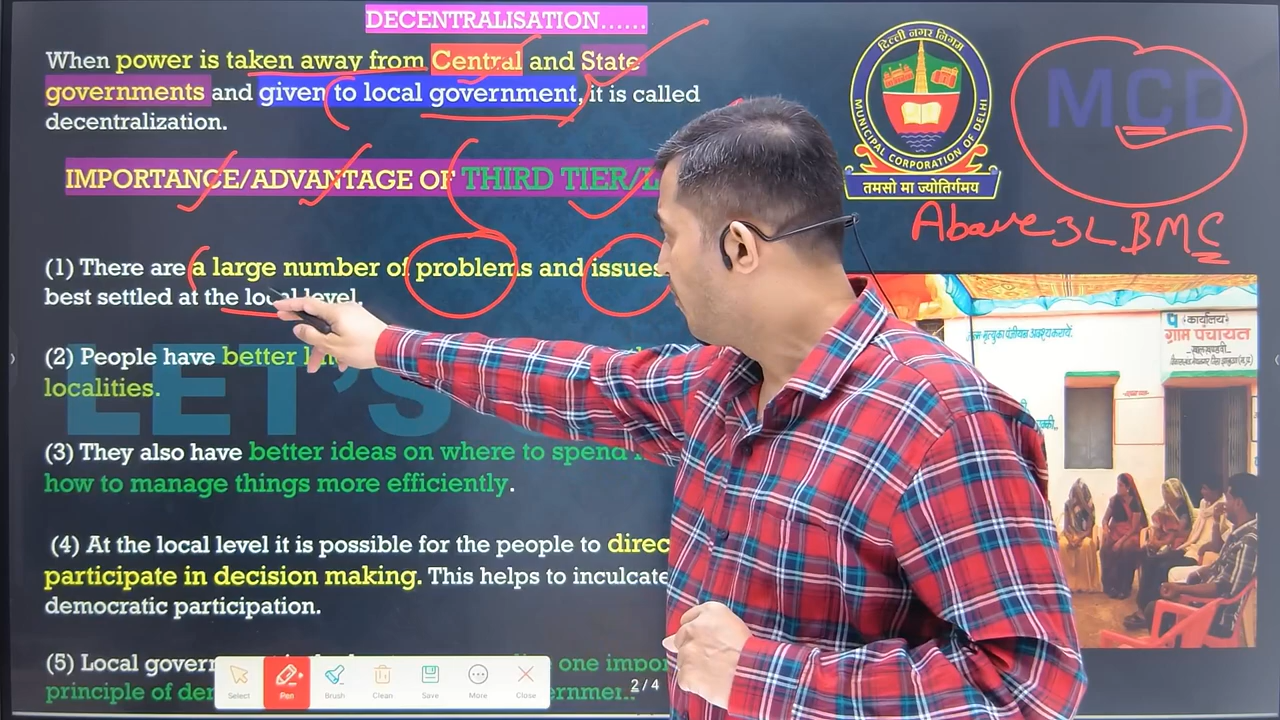 DECENTRALISATION......
When power is taken away from Central and State
governments and given to local government, it is called
decentralization.
IMPORTANCE/ADVANTAGE OF THIRD TIER/L
(1) There are a large number of problems and issues
best settled at the local level.
(2) People have better
localities.
(3) They also have better ideas on where to spend
how to manage things more efficiently.
(4) At the local level it is possible for the people to direc
participate in decision making. This helps to inculcate
democratic participation.
(5) Local govern one impor
principle of de ernmen
LET'S
दिल्ली नगर निगम
MUNICIPAL CORPORATION OF DELHI
तमसो मा ज्योतिर्गमय
MCD
Above 3L BMC
कार्यालय
ग्राम पंचायत
Select Pen Brush Clean Save More Close
2/4